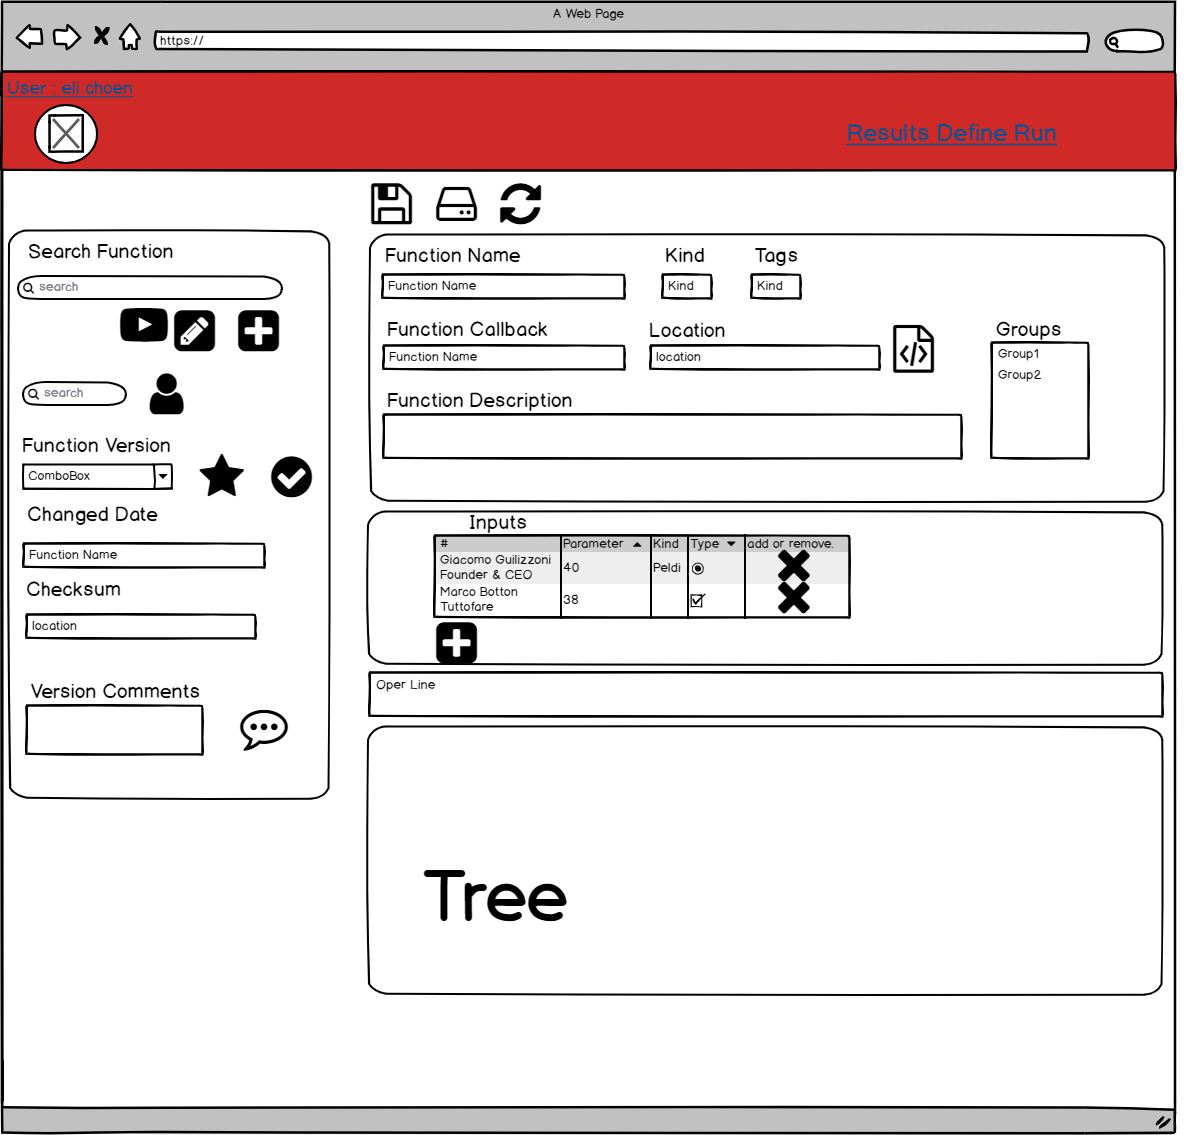 A Web Page
https://
User : eli choen
Results Define Run
Search Function
search
search
Function Version
ComboBox
Changed Date
Function Name
Checksum
location
Version Comments
Function Name
Kind
Tags
Function Name
Kind
Kind
Function Callback
Location
Groups
Function Name
location
Group1
Group2
Function Description
Inputs
# Parameter Kind Type add or remove.
Giacomo Guilizzoni
Founder & CEO
40 Peldi
Marco Botton
Tuttofare
38
Oper Line
Tree